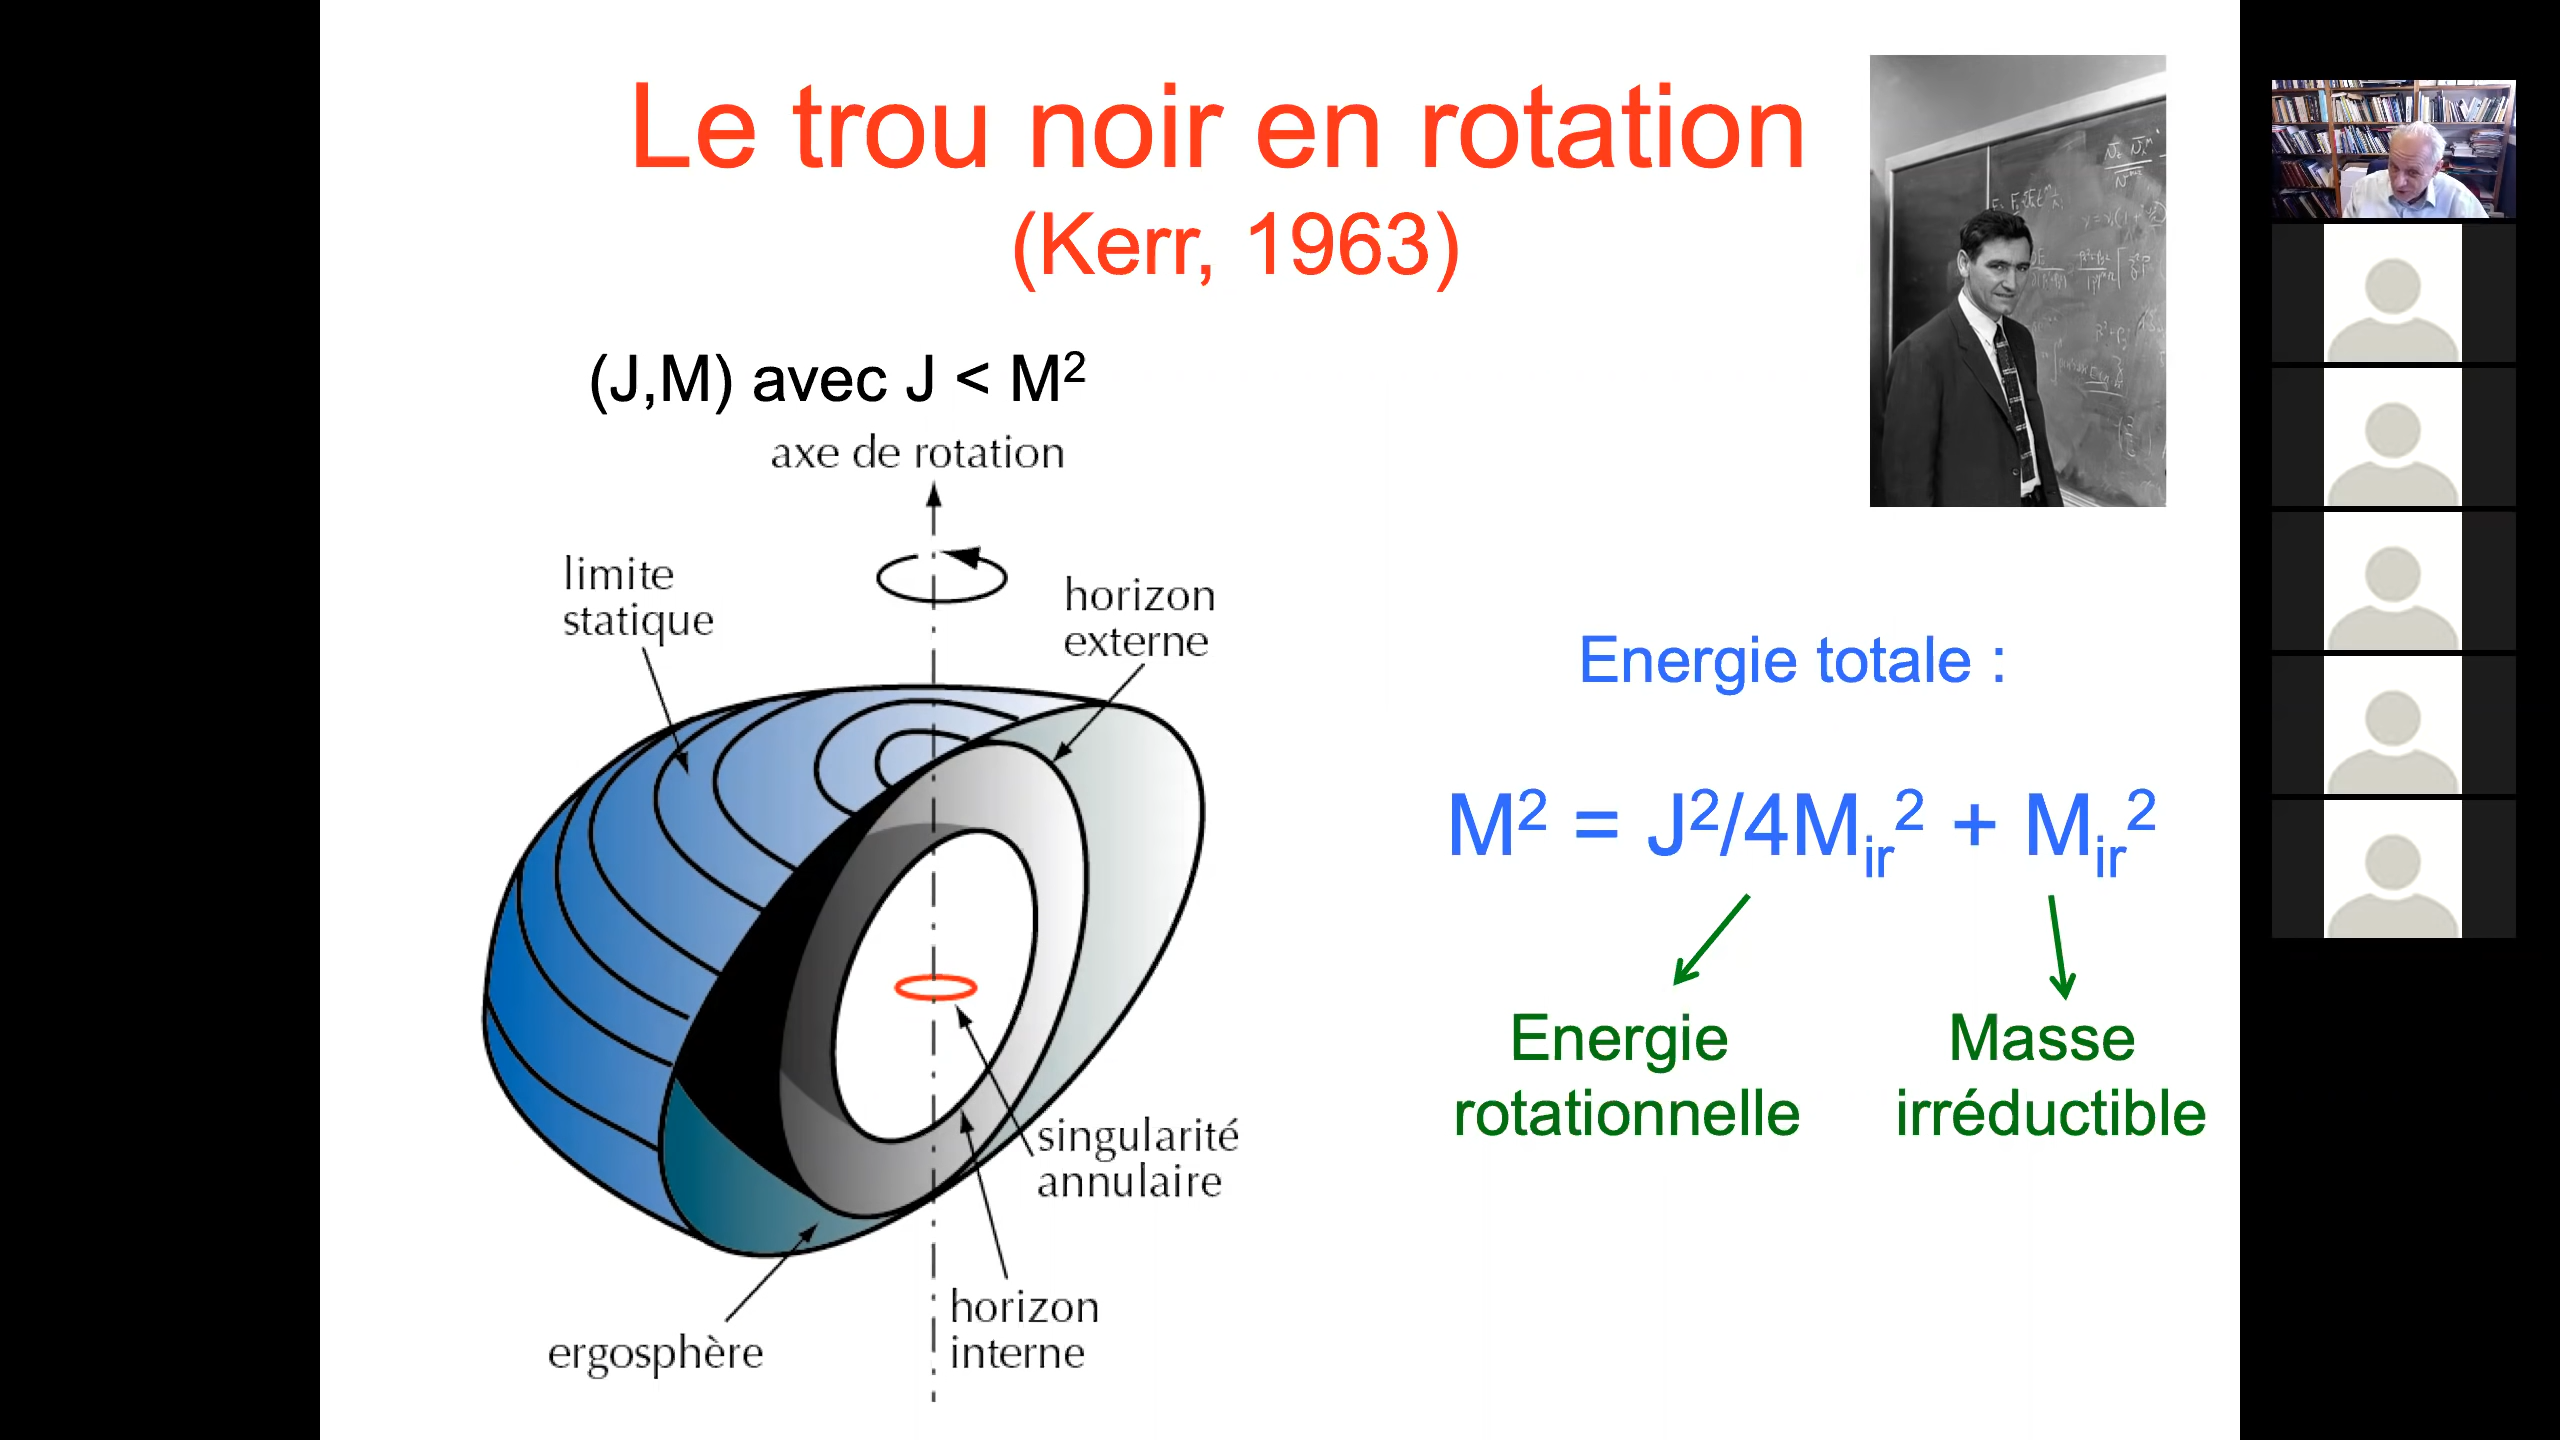 Le trou noir en rotation
(Kerr, 1963)
(J,M) avec J < M²
axe de rotation
limite
statique
horizon
externe
singularité
annulaire
horizon
interne
ergosphère
Energie totale :
M² = J²/4Mir² + Mir²
Energie
rotationnelle
Masse
irréductible